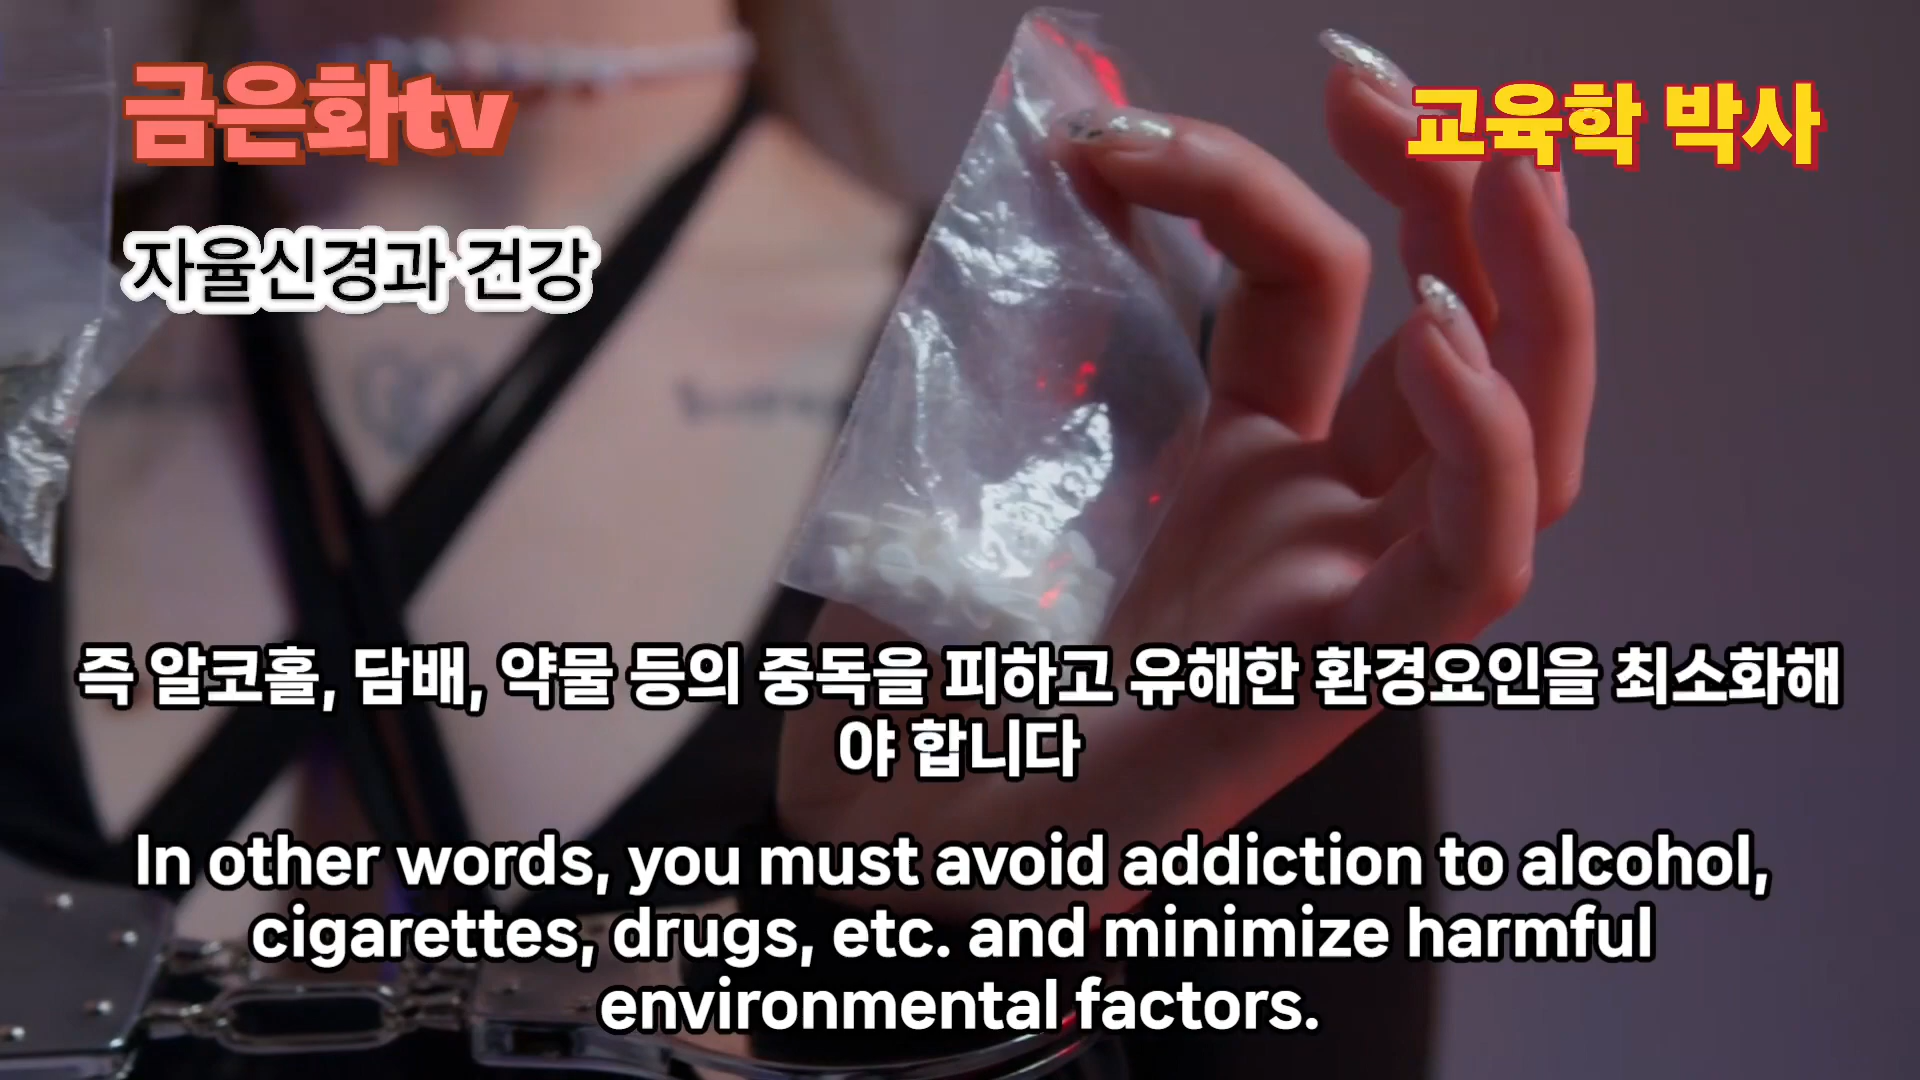 금은화tv
교육학 박사
자율신경과 건강
즉 알코홀, 담배, 약물 등의 중독을 피하고 유해한 환경요인을 최소화해
야 합니다
In other words, you must avoid addiction to alcohol,
cigarettes, drugs, etc. and minimize harmful
environmental factors.